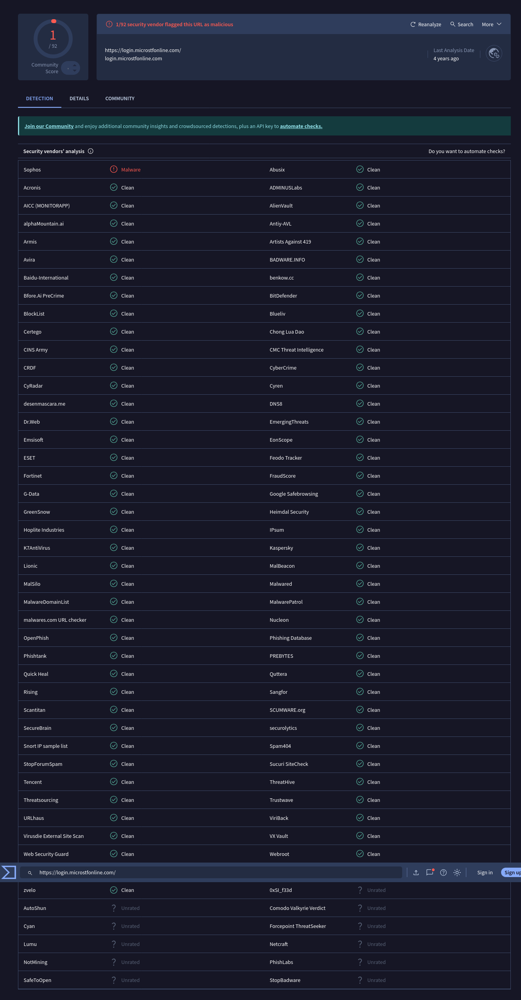 1
/ 92
Community
Score
1/92 security vendor flagged this URL as malicious
Reanalyze Search More
https://login.microstfonline.com/
login.microstfonline.com
Last Analysis Date
4 years ago
DETECTION DETAILS COMMUNITY
Join our Community and enjoy additional community insights and crowdsourced detections, plus an API key to automate checks.
Security vendors' analysis Do you want to automate checks?
Sophos Malware Abusix Clean
Acronis Clean ADMINUSLabs Clean
AICC (MONITORAPP) Clean AlienVault Clean
alphaMountain.ai Clean Antiy-AVL Clean
Armis Clean Artists Against 419 Clean
Avira Clean BADWARE.INFO Clean
Baidu-International Clean benkow.cc Clean
Bfore.Ai PreCrime Clean BitDefender Clean
BlockList Clean Blueliv Clean
Certego Clean Chong Lua Dao Clean
CINS Army Clean CMC Threat Intelligence Clean
CRDF Clean CyberCrime Clean
CyRadar Clean Cyren Clean
desenmascara.me Clean DNS8 Clean
Dr.Web Clean EmergingThreats Clean
Emsisoft Clean EonScope Clean
ESET Clean Feodo Tracker Clean
Fortinet Clean FraudScore Clean
G-Data Clean Google Safebrowsing Clean
GreenSnow Clean Heimdal Security Clean
Hoplite Industries Clean IPsum Clean
K7AntiVirus Clean Kaspersky Clean
Lionic Clean MalBeacon Clean
MalSilo Clean Malwared Clean
MalwareDomainList Clean MalwarePatrol Clean
malwares.com URL checker Clean Nucleon Clean
OpenPhish Clean Phishing Database Clean
Phishtank Clean PREBYTES Clean
Quick Heal Clean Quttera Clean
Rising Clean Sangfor Clean
Scantitan Clean SCUMWARE.org Clean
SecureBrain Clean securolytics Clean
Snort IP sample list Clean Spam404 Clean
StopForumSpam Clean Sucuri SiteCheck Clean
Tencent Clean ThreatHive Clean
Threatsourcing Clean Trustwave Clean
URLhaus Clean ViriBack Clean
Virusdie External Site Scan Clean VX Vault Clean
Web Security Guard Clean Webroot Clean
https://login.microstfonline.com/ Sign in Sign up
zvelo Clean 0xSI_f33d Unrated
AutoShun Unrated Comodo Valkyrie Verdict Unrated
Cyan Unrated Forcepoint ThreatSeeker Unrated
Lumu Unrated Netcraft Unrated
NotMining Unrated PhishLabs Unrated
SafeToOpen Unrated StopBadware Unrated